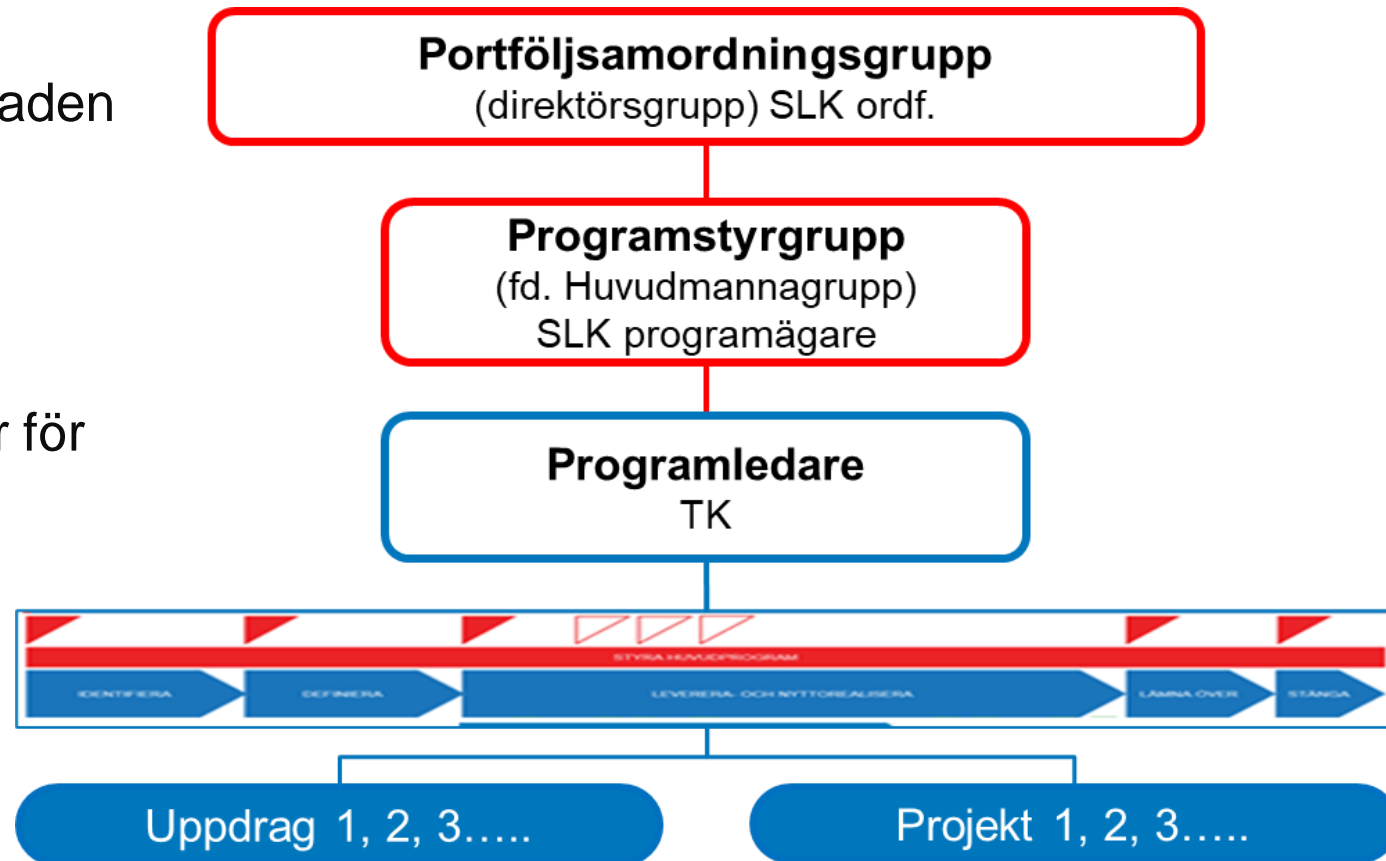 Portföljsamordningsgrupp
(direktörsgrupp) SLK ordf.
aden
Programstyrgrupp
(fd. Huvudmannagrupp)
SLK programägare
r för
Programledare
TK
STYRA HUVUDPROGRAM
IDENTIFIERA
DEFINIERA
LEVERERA- OCH NYTTOREALISERA
LÄMNA ÖVER
STÄNGA
Uppdrag 1, 2, 3.....
Projekt 1, 2, 3.....